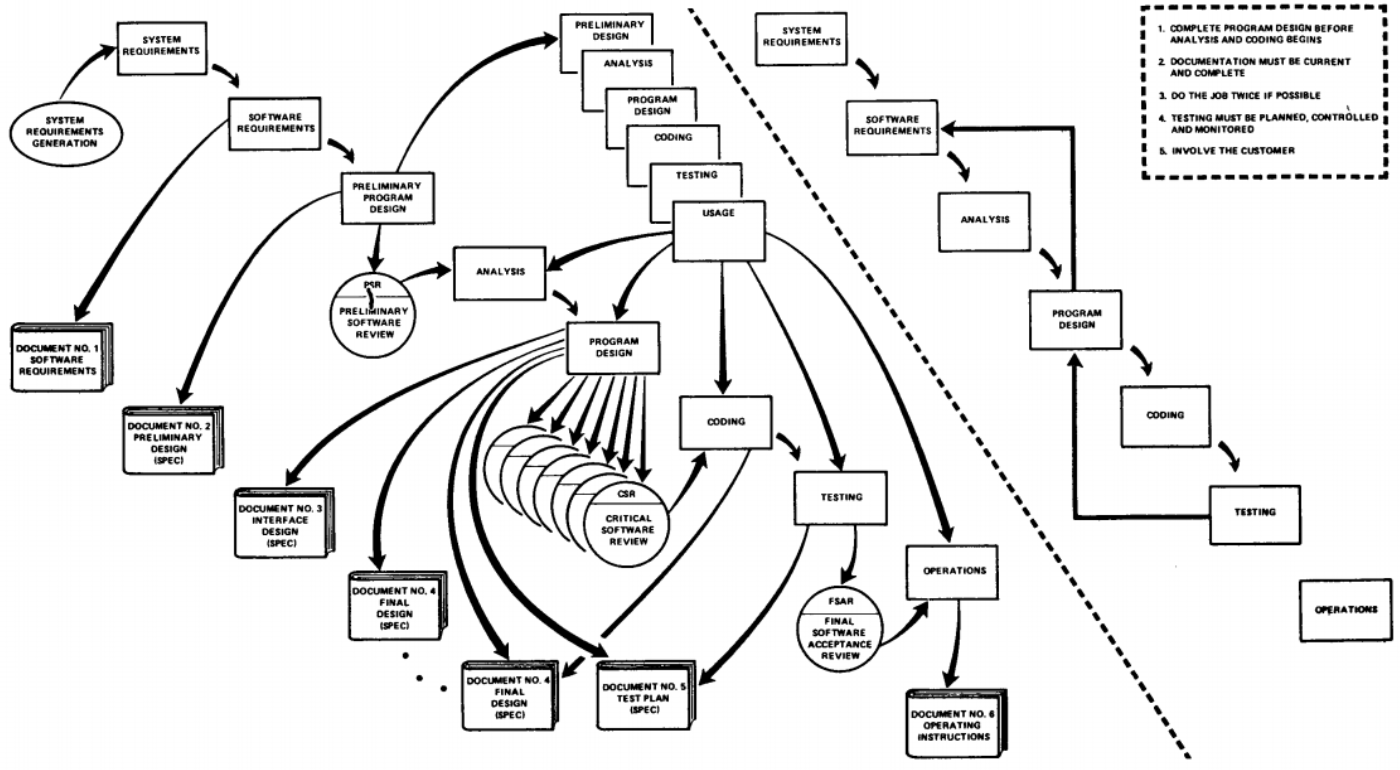 SYSTEM
REQUIREMENTS
SYSTEM
REQUIREMENTS
GENERATION
SOFTWARE
REQUIREMENTS
PRELIMINARY
PROGRAM
DESIGN
PRELIMINARY
DESIGN
ANALYSIS
PROGRAM
DESIGN
CODING
TESTING
USAGE
PSR
PRELIMINARY
SOFTWARE
REVIEW
ANALYSIS
PROGRAM
DESIGN
DOCUMENT NO. 1
SOFTWARE
REQUIREMENTS
DOCUMENT NO. 2
PRELIMINARY
DESIGN
(SPEC)
DOCUMENT NO. 3
INTERFACE
DESIGN
(SPEC)
DOCUMENT NO. 4
FINAL
DESIGN
(SPEC)
CSR
CRITICAL
SOFTWARE
REVIEW
CODING
TESTING
OPERATIONS
FSAR
FINAL
SOFTWARE
ACCEPTANCE
REVIEW
DOCUMENT NO. 4
FINAL
DESIGN
(SPEC)
DOCUMENT NO. 5
TEST PLAN
(SPEC)
DOCUMENT NO. 6
OPERATING
INSTRUCTIONS
SYSTEM
REQUIREMENTS
SOFTWARE
REQUIREMENTS
ANALYSIS
PROGRAM
DESIGN
CODING
TESTING
OPERATIONS
1. COMPLETE PROGRAM DESIGN BEFORE
ANALYSIS AND CODING BEGINS
2. DOCUMENTATION MUST BE CURRENT
AND COMPLETE
3. DO THE JOB TWICE IF POSSIBLE
4. TESTING MUST BE PLANNED, CONTROLLED
AND MONITORED
5. INVOLVE THE CUSTOMER